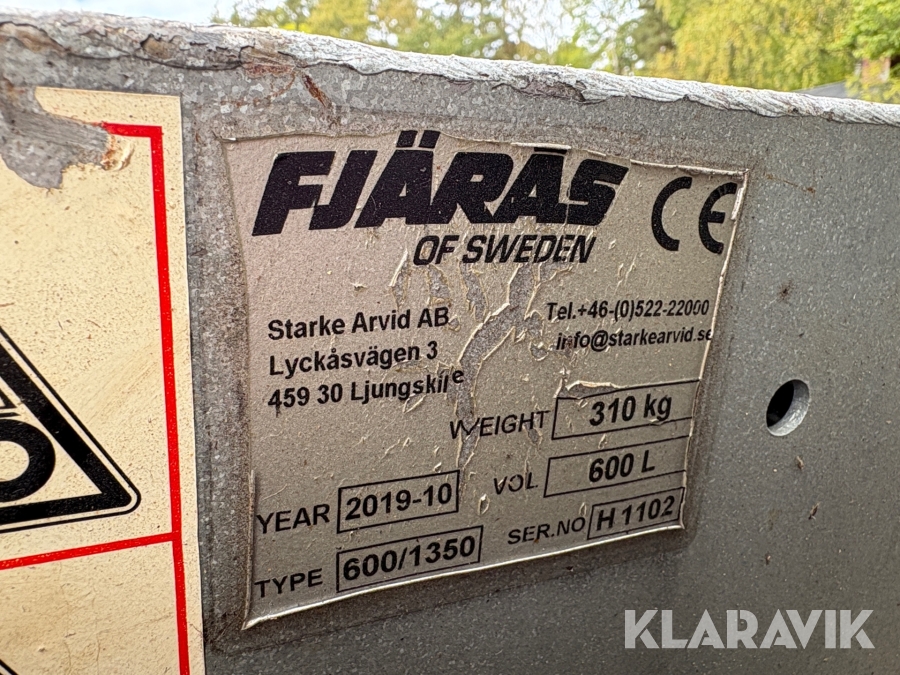 FJÄRÅS
OF SWEDEN
CE
Starke Arvid AB
Lyckåsvägen 3
459 30 Ljungskile
Tel.+46-(0)522-22000
info@starkearvid.se
WEIGHT 310 kg
VOL 600 L
YEAR 2019-10
SER.NO H 1102
TYPE 600/1350
KLARAVIK